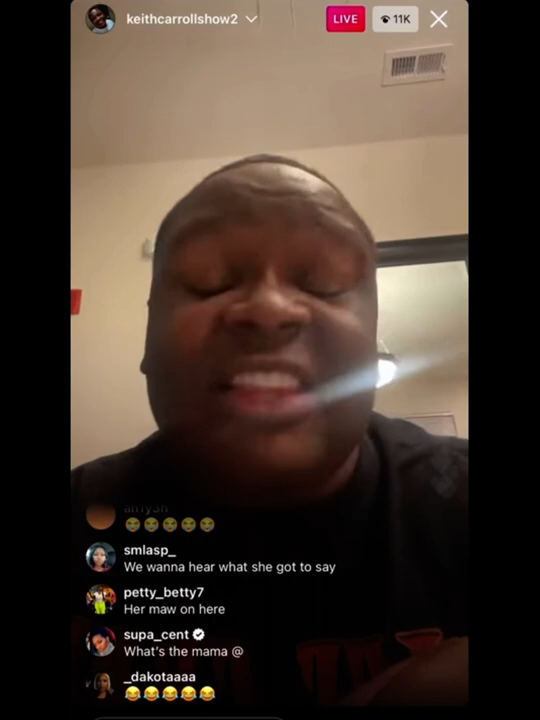 keithcarrollshow2
LIVE
11K
😭😭😭😭😭
smlasp_
We wanna hear what she got to say
petty_betty7
Her maw on here
supa_cent
What's the mama @
_dakotaaaa
😂😂😂😂😂